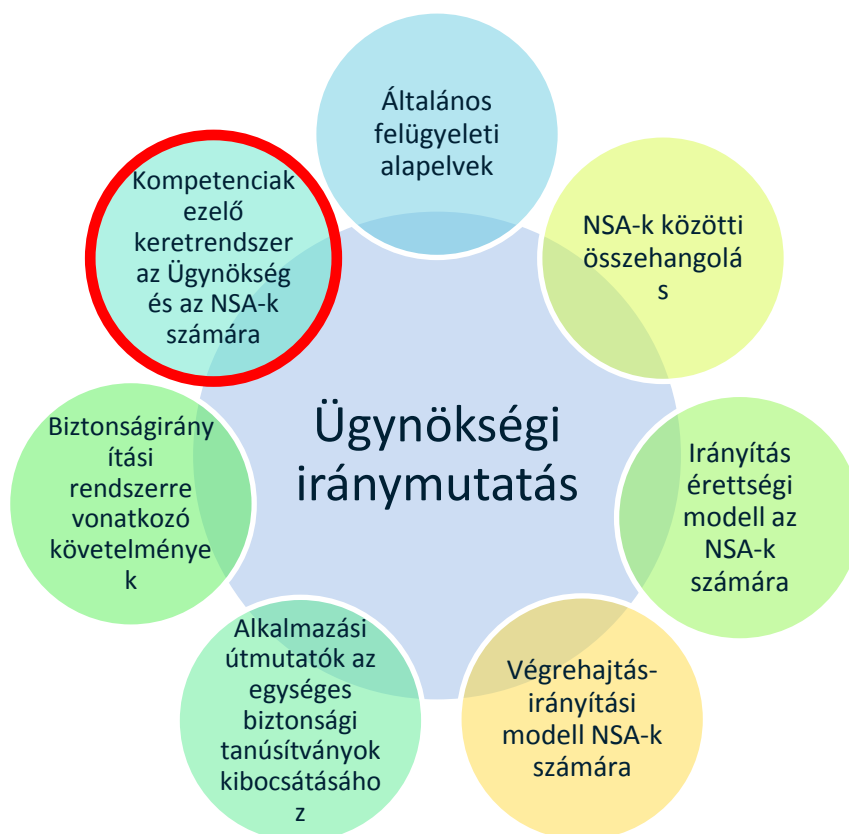 Általános
felügyeleti
alapelvek
NSA-k közötti
összehangolá
s
Irányítás
érettségi
modell az
NSA-k
számára
Végrehajtás-
irányítási
modell NSA-k
számára
Alkalmazási
útmutatók az
egységes
biztonsági
tanúsítványok
kibocsátásáho
z
Biztonságirány
ítási
rendszerre
vonatkozó
követelménye
k
Kompetenciak
ezelő
keretrendszer
az Ügynökség
és az NSA-k
számára
Ügynökségi
iránymutatás